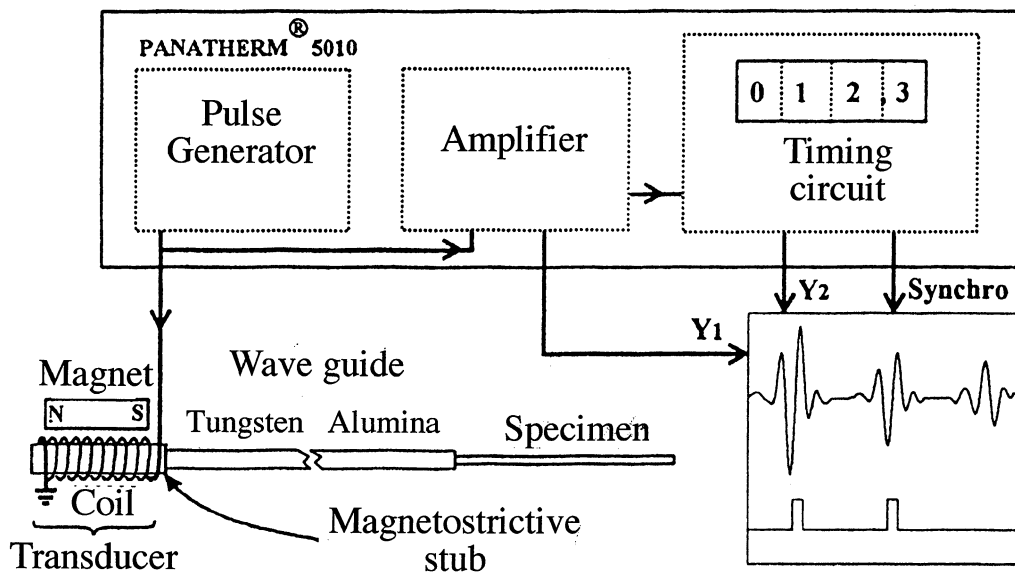 PANATHERM® 5010
Pulse
Generator
Amplifier
0 1 2 , 3
Timing
circuit
Y2
Synchro
Y1
Wave guide
Magnet
N S
Tungsten
Alumina
Specimen
Coil
Transducer
Magnetostrictive
stub